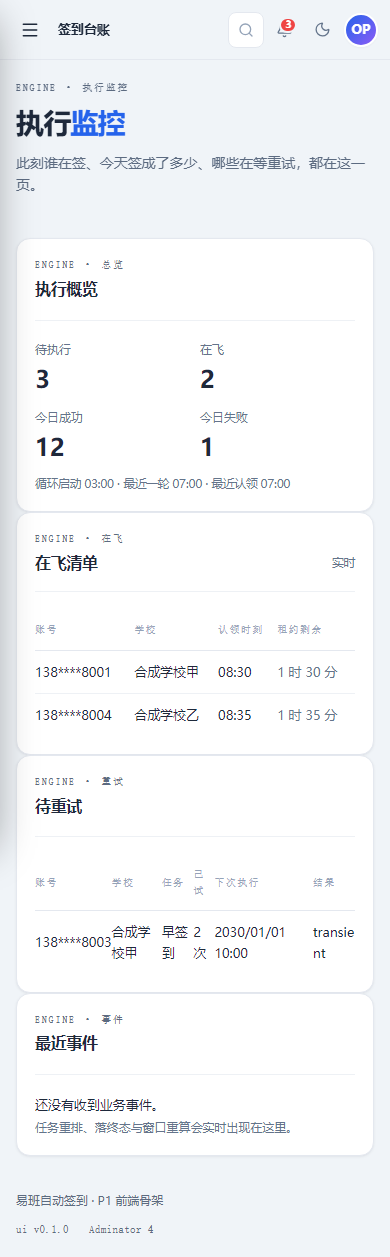 签到台账
3
OP
ENGINE • 执行监控
执行监控
此刻谁在签、今天签成了多少、哪些在等重试，都在这一
页。
ENGINE • 总览
执行概览
待执行 在飞
3 2
今日成功 今日失败
12 1
循环启动 03:00 · 最近一轮 07:00 · 最近认领 07:00
ENGINE • 在飞
在飞清单 实时
账号 学校 认领时刻 租约剩余
138****8001 合成学校甲 08:30 1 时 30 分
138****8004 合成学校乙 08:35 1 时 35 分
ENGINE • 重试
待重试
账号 学校 任务 已试 下次执行 结果
138****8003 合成学 早签 2 2030/01/01 transie
校甲 到 次 10:00 nt
ENGINE • 事件
最近事件
还没有收到业务事件。
任务重排、落终态与窗口重算会实时出现在这里。
易班自动签到 · P1 前端骨架
ui v0.1.0 Adminator 4